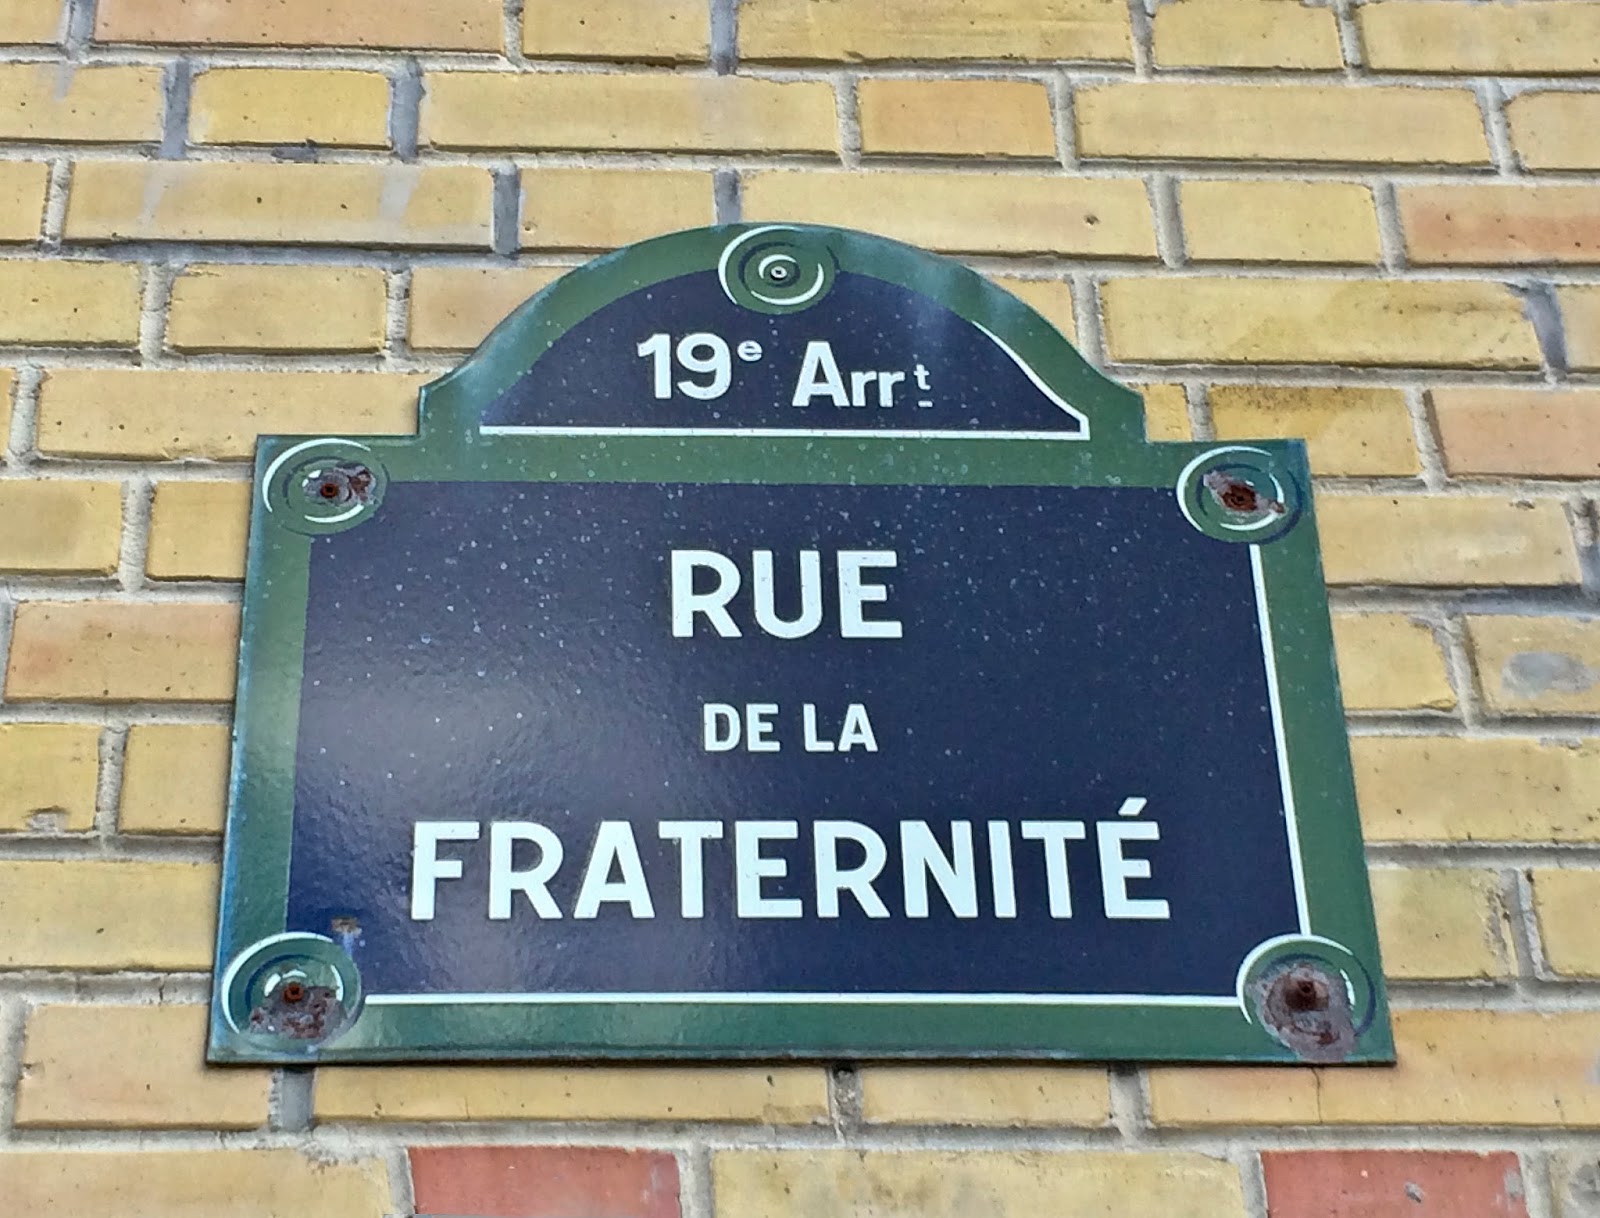 19e Arrt
RUE
DE LA
FRATERNITÉ